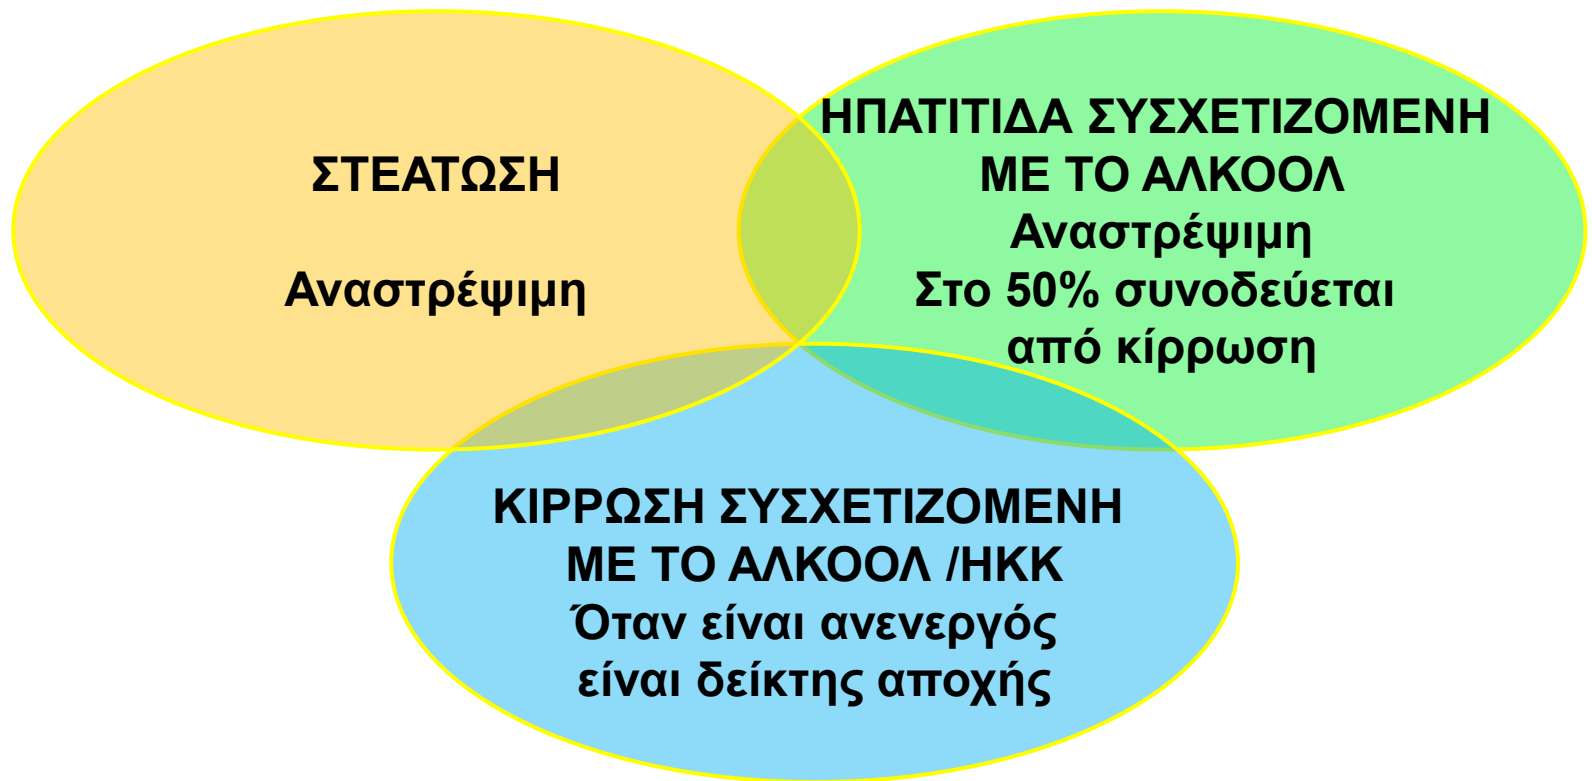 ΣΤΕΑΤΩΣΗ
Αναστρέψιμη
ΗΠΑΤΙΤΙΔΑ ΣΥΣΧΕΤΙΖΟΜΕΝΗ
ΜΕ ΤΟ ΑΛΚΟΟΛ
Αναστρέψιμη
Στο 50% συνοδεύεται
από κίρρωση
ΚΙΡΡΩΣΗ ΣΥΣΧΕΤΙΖΟΜΕΝΗ
ΜΕ ΤΟ ΑΛΚΟΟΛ /ΗΚΚ
Όταν είναι ανενεργός
είναι δείκτης αποχής